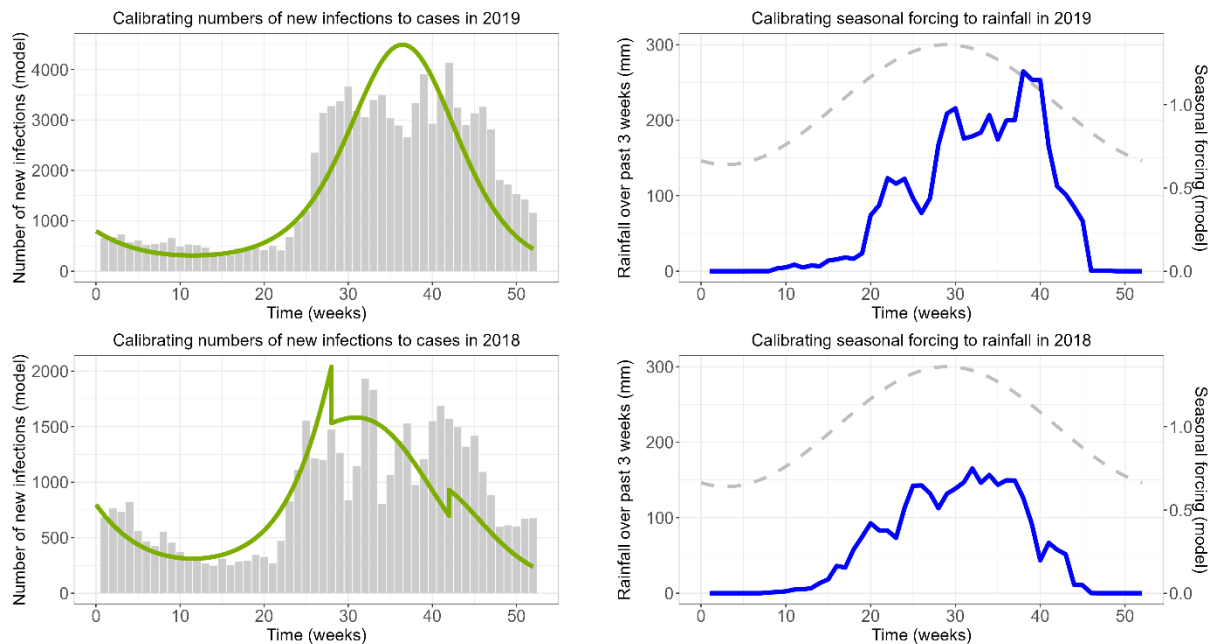 Calibrating numbers of new infections to cases in 2019
Number of new infections (model)
4000
3000
2000
1000
0
0 10 20 30 40 50
Time (weeks)
Calibrating seasonal forcing to rainfall in 2019
Rainfall over past 3 weeks (mm)
300
200
100
0
1.0
0.5
0.0
Seasonal forcing (model)
0 10 20 30 40 50
Time (weeks)
Calibrating numbers of new infections to cases in 2018
Number of new infections (model)
2000
1500
1000
500
0
0 10 20 30 40 50
Time (weeks)
Calibrating seasonal forcing to rainfall in 2018
Rainfall over past 3 weeks (mm)
300
200
100
0
1.0
0.5
0.0
Seasonal forcing (model)
0 10 20 30 40 50
Time (weeks)